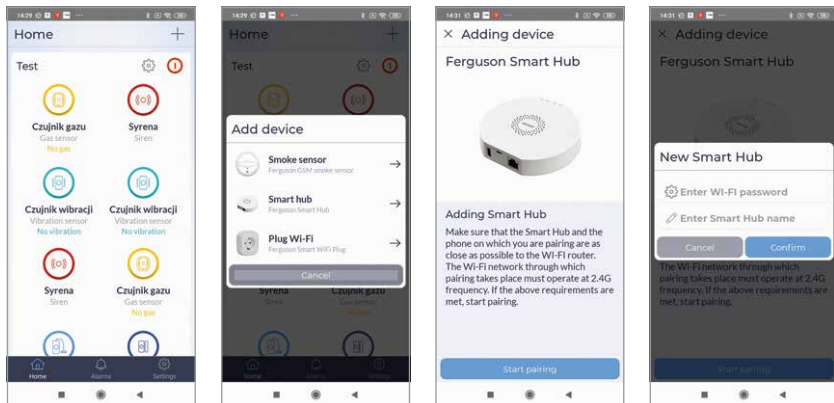 14:29
Home
Test
Czujnik gazu
Gas sensor
No gas
Syrena
Siren
Czujnik wibracji
Vibration sensor
No vibration
Czujnik wibracji
Vibration sensor
No vibration
Syrena
Siren
Czujnik gazu
Gas sensor
No gas
Home
Alarms
Settings
14:29
Home
Test
Add device
Smoke sensor
Ferguson GSM smoke sensor
Smart hub
Ferguson Smart Hub
Plug Wi-Fi
Ferguson Smart WiFi Plug
Cancel
Syrena
Siren
Czujnik gazu
Gas sensor
No gas
Home
Alarms
Settings
14:31
× Adding device
Ferguson Smart Hub
Adding Smart Hub
Make sure that the Smart Hub and the
phone on which you are pairing are as
close as possible to the WI-FI router.
The Wi-Fi network through which
pairing takes place must operate at 2.4G
frequency. If the above requirements are
met, start pairing.
Start pairing
14:31
× Adding device
Ferguson Smart Hub
New Smart Hub
Enter WI-FI password
Enter Smart Hub name
Cancel
Confirm
The Wi-Fi network through which
pairing takes place must operate at 2.4G
frequency. If the above requirements are
met, start pairing.
Start pairing